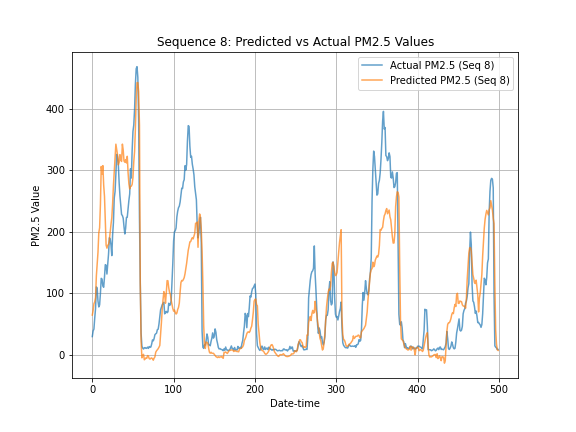 Sequence 8: Predicted vs Actual PM2.5 Values
Actual PM2.5 (Seq 8)
Predicted PM2.5 (Seq 8)
400
300
200
100
0
PM2.5 Value
0 100 200 300 400 500
Date-time